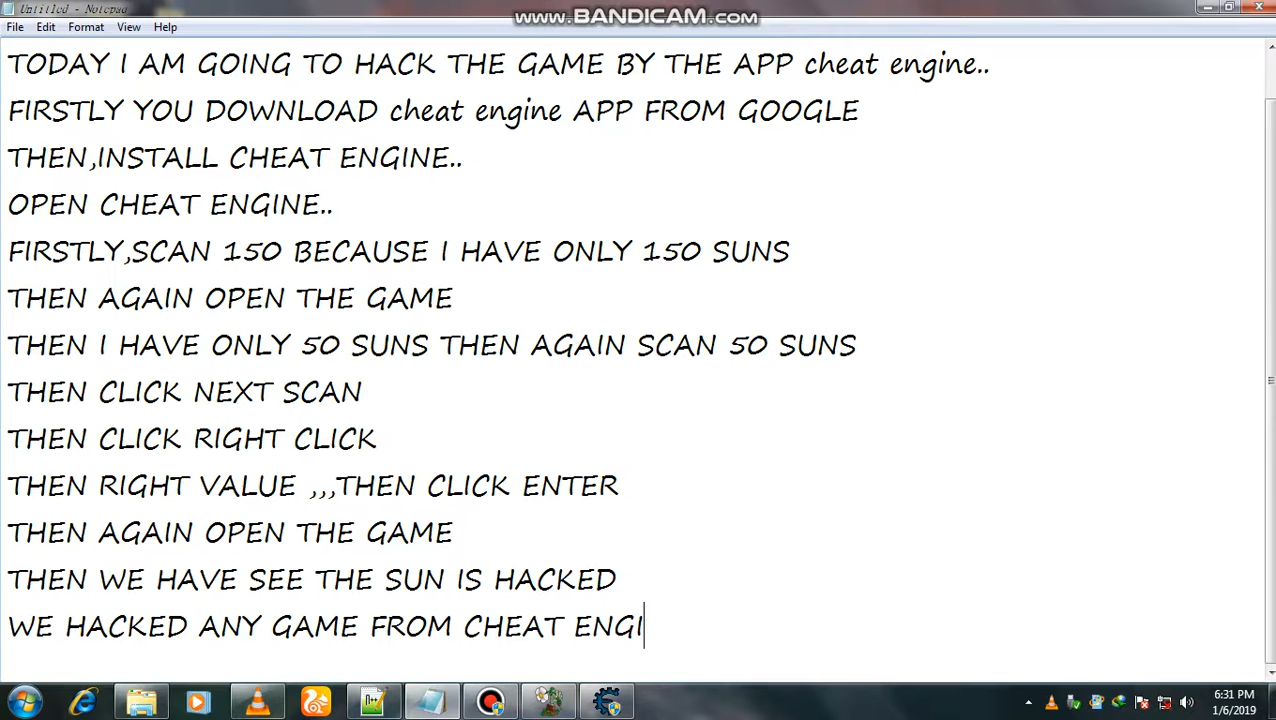 Untitled - Notepad
www.BANDICAM.com
File Edit Format View Help
TODAY I AM GOING TO HACK THE GAME BY THE APP cheat engine..
FIRSTLY YOU DOWNLOAD cheat engine APP FROM GOOGLE
THEN,INSTALL CHEAT ENGINE..
OPEN CHEAT ENGINE..
FIRSTLY,SCAN 150 BECAUSE I HAVE ONLY 150 SUNS
THEN AGAIN OPEN THE GAME
THEN I HAVE ONLY 50 SUNS THEN AGAIN SCAN 50 SUNS
THEN CLICK NEXT SCAN
THEN CLICK RIGHT CLICK
THEN RIGHT VALUE ,,,THEN CLICK ENTER
THEN AGAIN OPEN THE GAME
THEN WE HAVE SEE THE SUN IS HACKED
WE HACKED ANY GAME FROM CHEAT ENGI
6:31 PM
1/6/2019